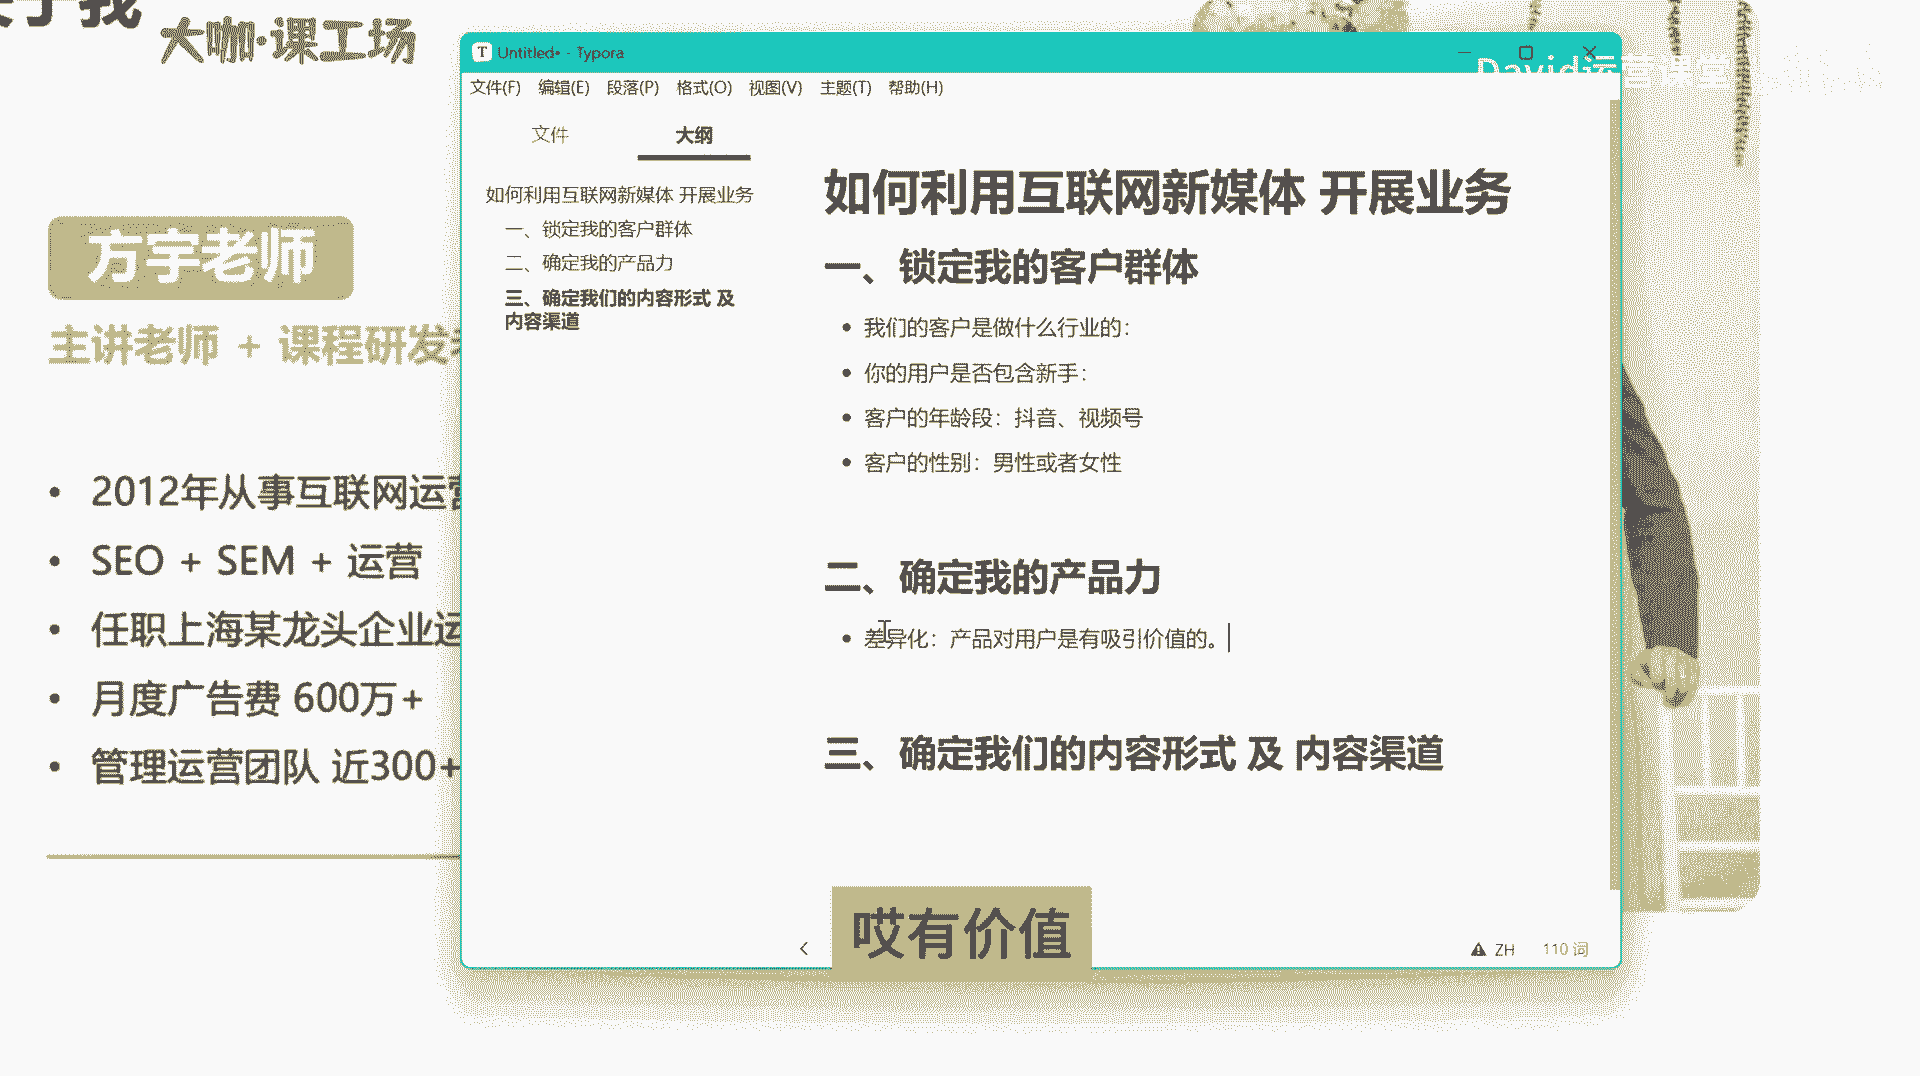 大咖·课工场
方宇老师
主讲老师 + 课程研发
• 2012年从事互联网运营
• SEO + SEM + 运营
• 任职上海某龙头企业运
• 月度广告费 600万+
• 管理运营团队 近300+
Untitled• - Typora
David运营课堂
文件(F) 编辑(E) 段落(P) 格式(O) 视图(V) 主题(T) 帮助(H)
文件 大纲
如何利用互联网新媒体 开展业务
一、锁定我的客户群体
二、确定我的产品力
三、确定我们的内容形式 及
内容渠道
如何利用互联网新媒体 开展业务
一、锁定我的客户群体
• 我们的客户是做什么行业的：
• 你的用户是否包含新手：
• 客户的年龄段：抖音、视频号
• 客户的性别：男性或者女性
二、确定我的产品力
• 差异化：产品对用户是有吸引价值的。
三、确定我们的内容形式 及 内容渠道
哎有价值
ZH 110 词